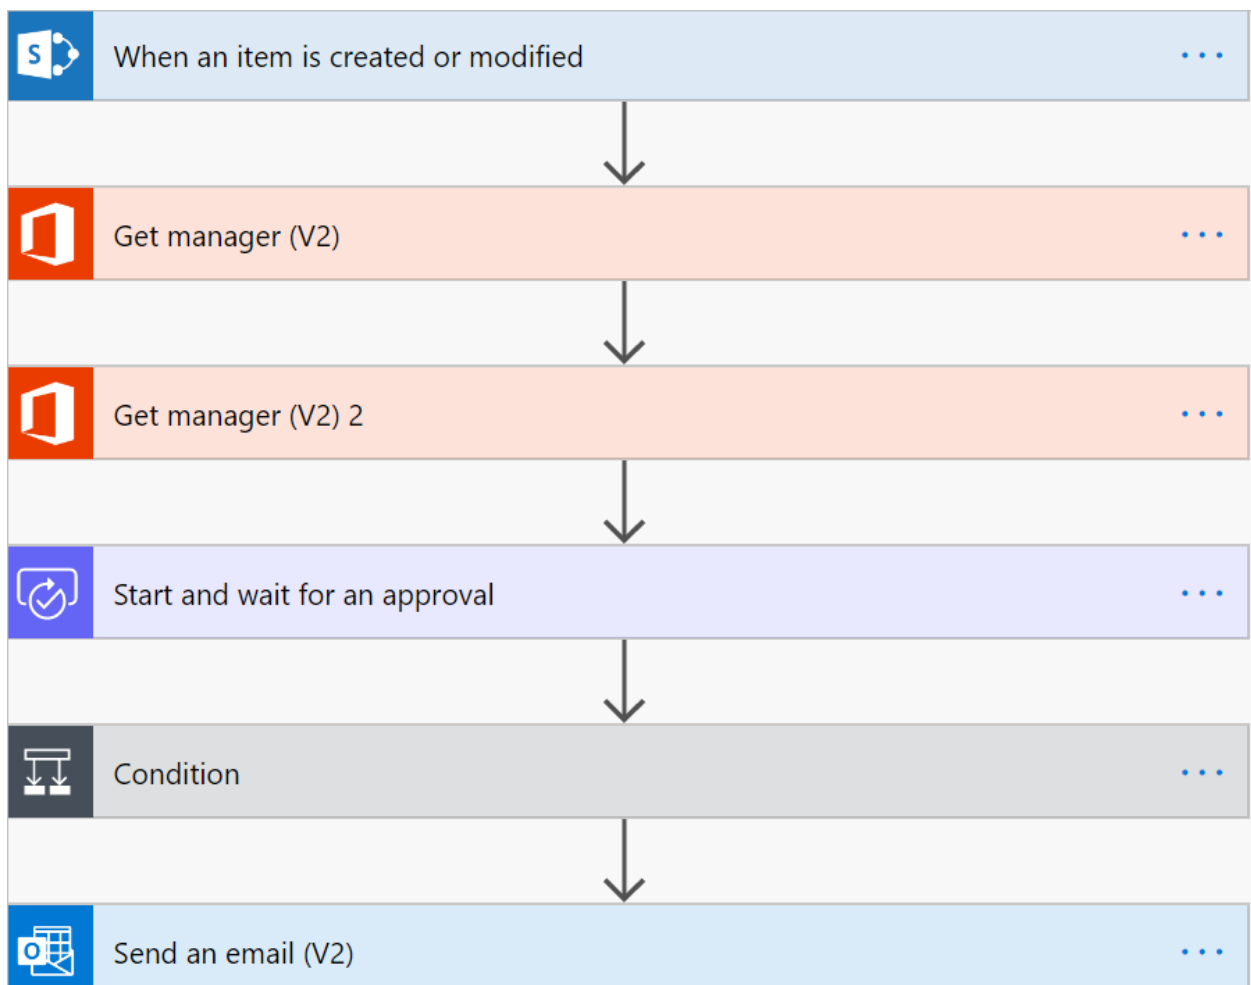 When an item is created or modified
Get manager (V2)
Get manager (V2) 2
Start and wait for an approval
Condition
Send an email (V2)